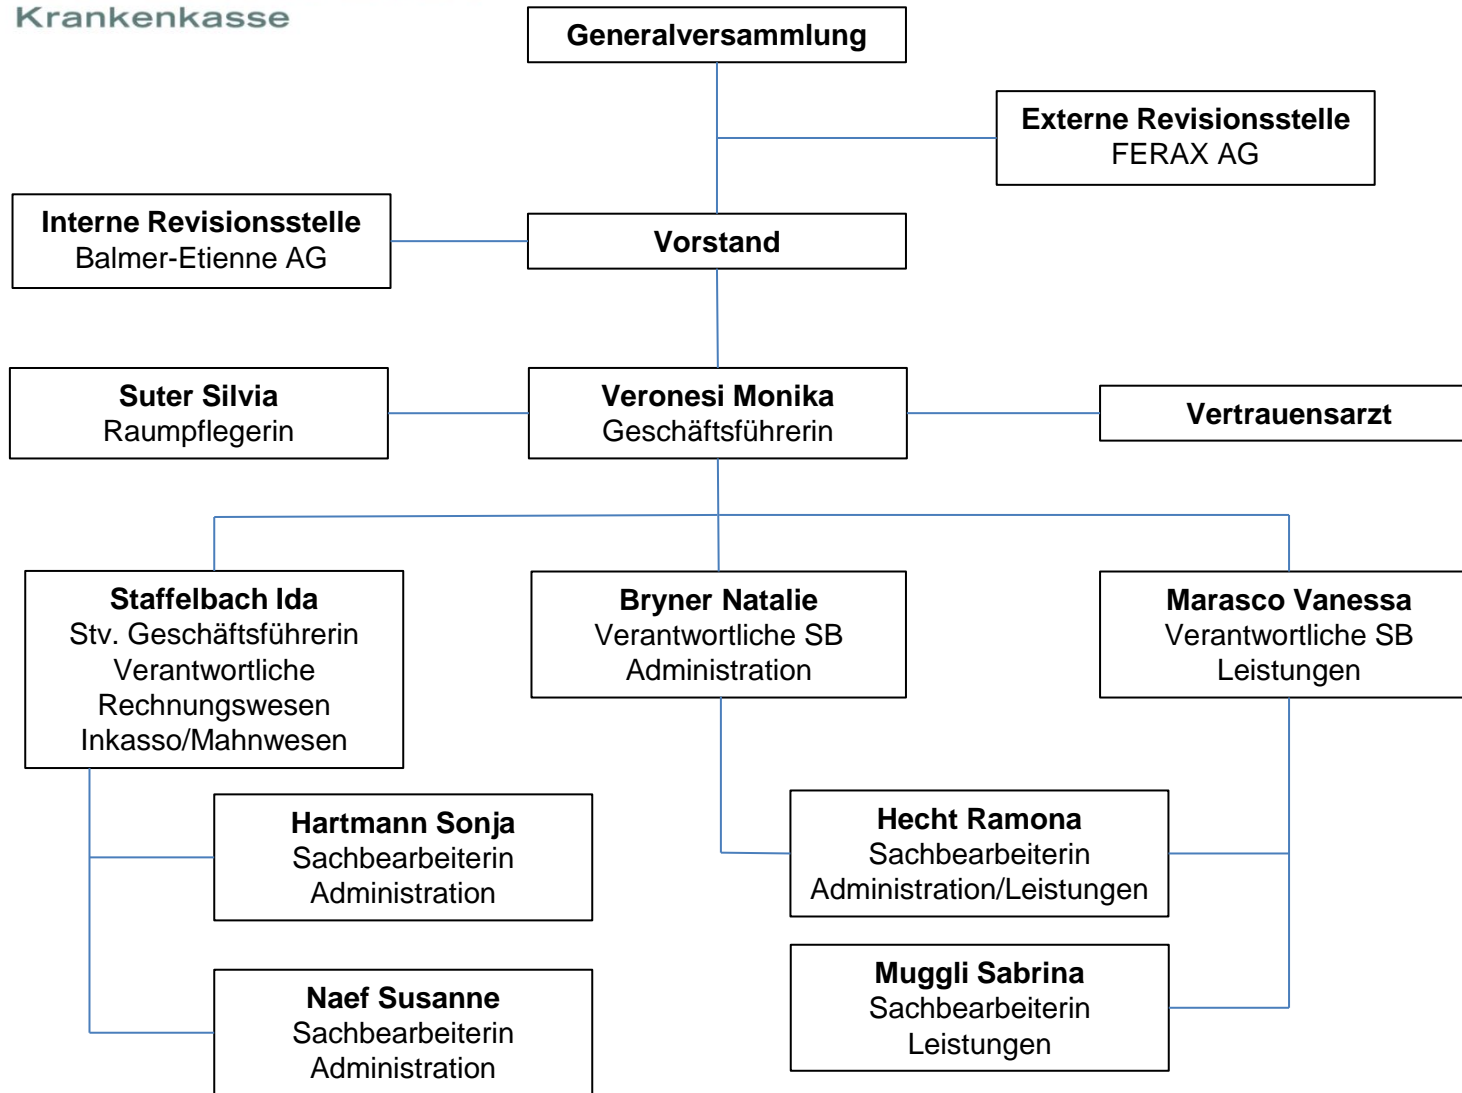 Krankenkasse
Generalversammlung
Externe Revisionsstelle
FERAX AG
Interne Revisionsstelle
Balmer-Etienne AG
Vorstand
Suter Silvia
Raumpflegerin
Veronesi Monika
Geschäftsführerin
Vertrauensarzt
Staffelbach Ida
Stv. Geschäftsführerin
Verantwortliche
Rechnungswesen
Inkasso/Mahnwesen
Bryner Natalie
Verantwortliche SB
Administration
Marasco Vanessa
Verantwortliche SB
Leistungen
Hartmann Sonja
Sachbearbeiterin
Administration
Hecht Ramona
Sachbearbeiterin
Administration/Leistungen
Naef Susanne
Sachbearbeiterin
Administration
Muggli Sabrina
Sachbearbeiterin
Leistungen